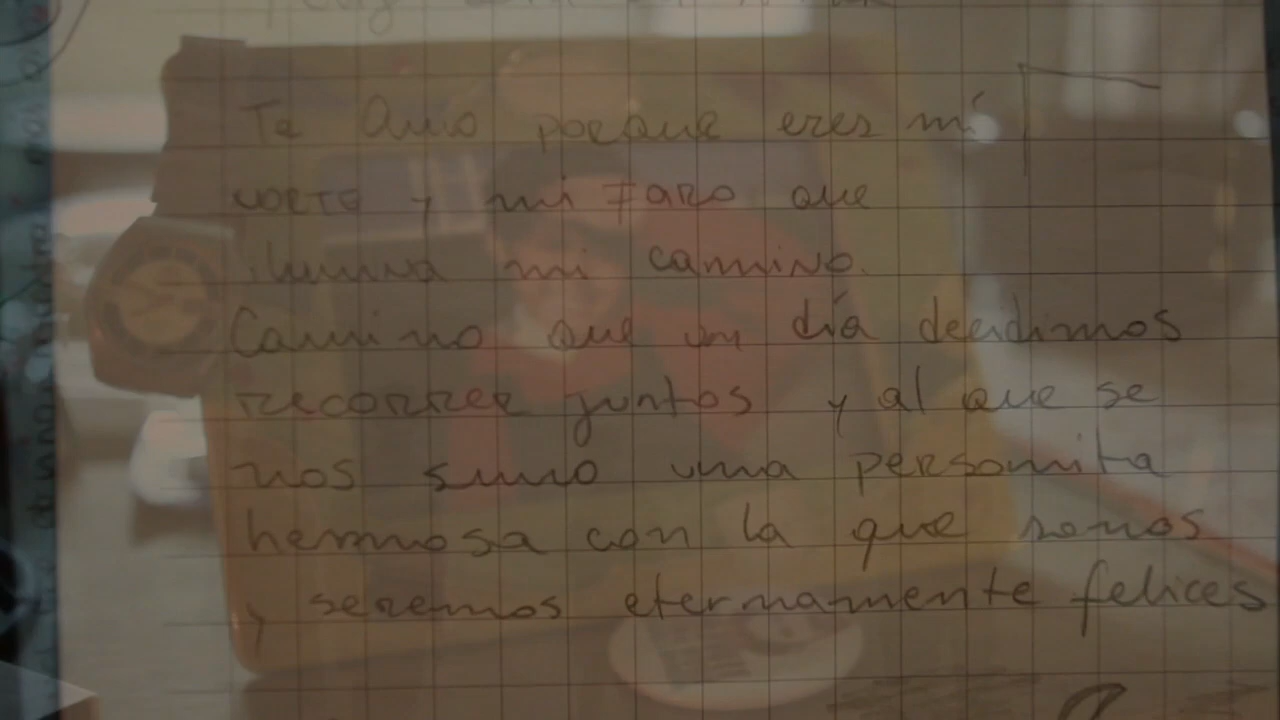 Te Amo porque eres mi
norte y mi Faro que
ilumina mi camino.
Camino que un día decidimos
recorrer juntos y al que se
nos sumo una personita
hermosa con la que somos
y seremos eternamente felices